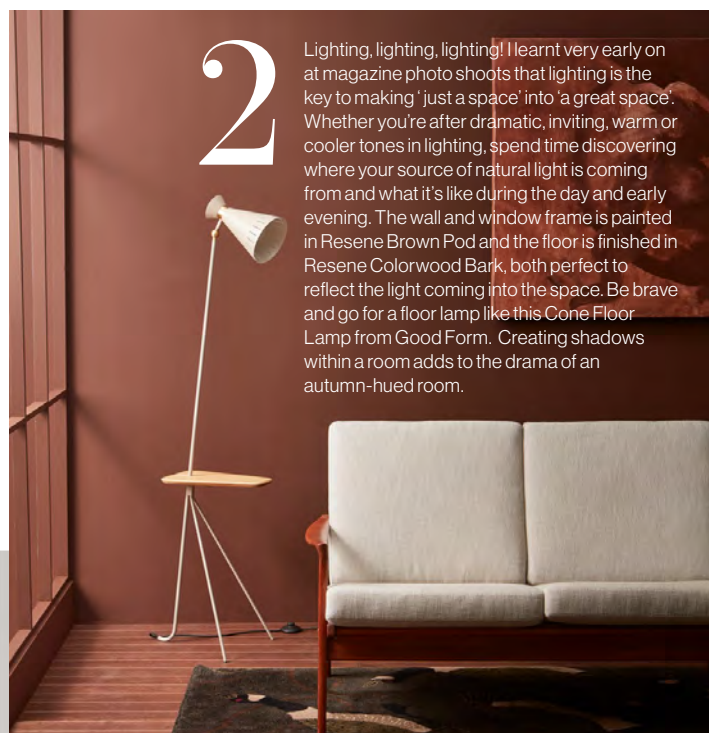 2
Lighting, lighting, lighting! I learnt very early on
at magazine photo shoots that lighting is the
key to making ‘just a space’ into ‘a great space’.
Whether you’re after dramatic, inviting, warm or
cooler tones in lighting, spend time discovering
where your source of natural light is coming
from and what it’s like during the day and early
evening. The wall and window frame is painted
in Resene Brown Pod and the floor is finished in
Resene Colorwood Bark, both perfect to
reflect the light coming into the space. Be brave
and go for a floor lamp like this Cone Floor
Lamp from Good Form. Creating shadows
within a room adds to the drama of an
autumn-hued room.